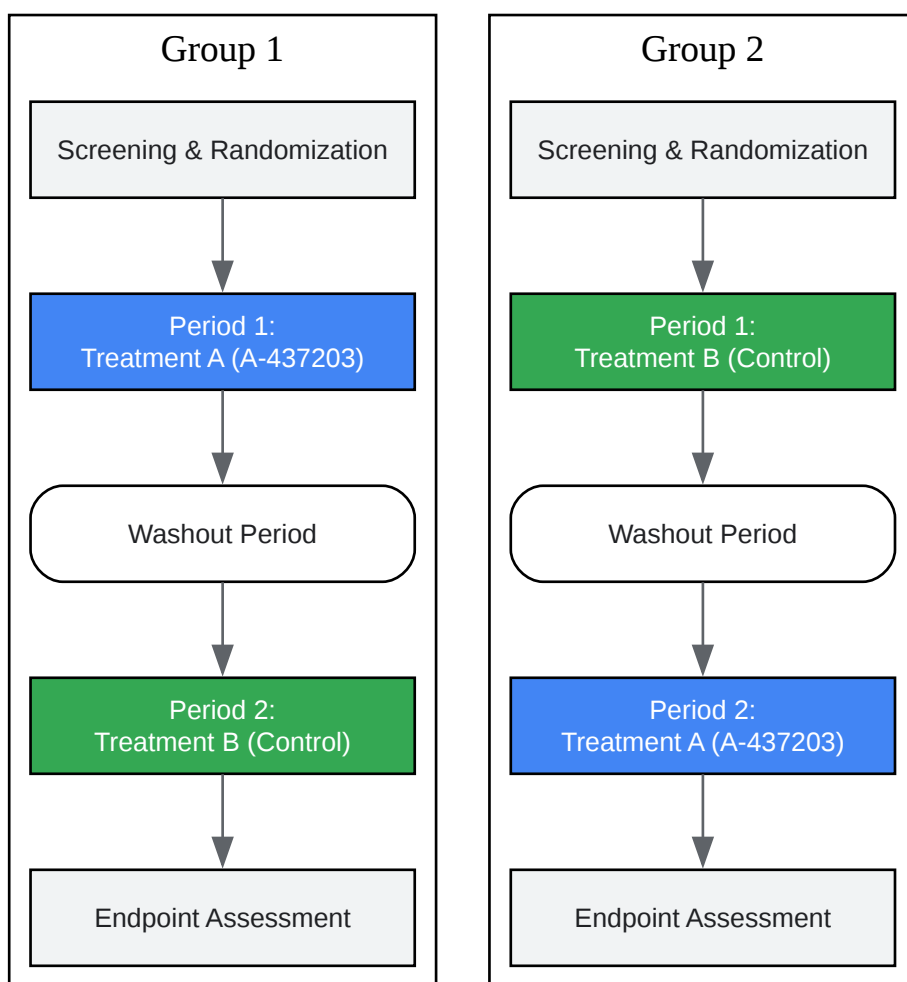 Group 1
Screening & Randomization
Period 1:
Treatment A (A-437203)
Washout Period
Period 2:
Treatment B (Control)
Endpoint Assessment
Group 2
Screening & Randomization
Period 1:
Treatment B (Control)
Washout Period
Period 2:
Treatment A (A-437203)
Endpoint Assessment